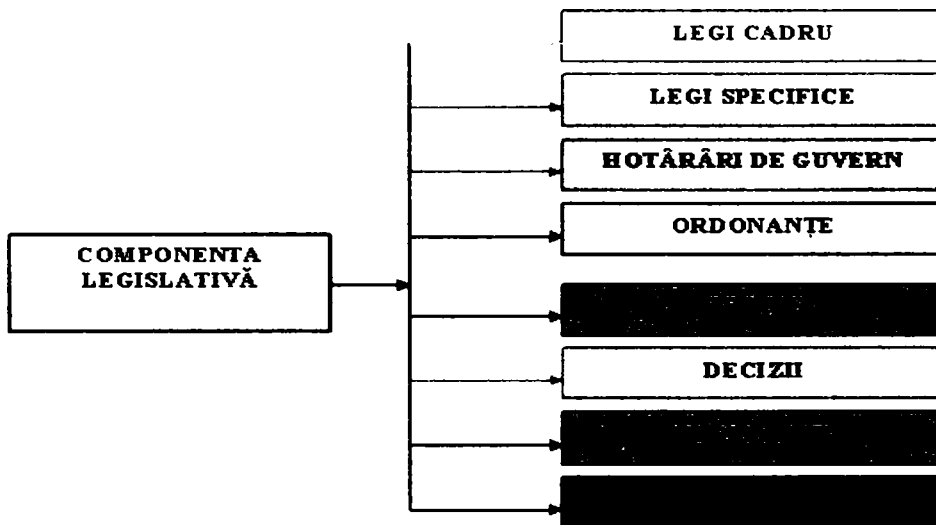 LEGI CADRU
LEGI SPECIFICE
HOTĂRÂRI DE GUVERN
ORDONANȚE
COMPONENTA
LEGISLATIVĂ
DECIZII